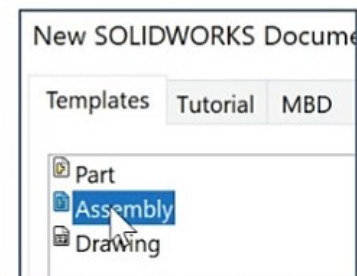 New SOLIDWORKS Docume
Templates Tutorial MBD
Part
Assembly
Drawing